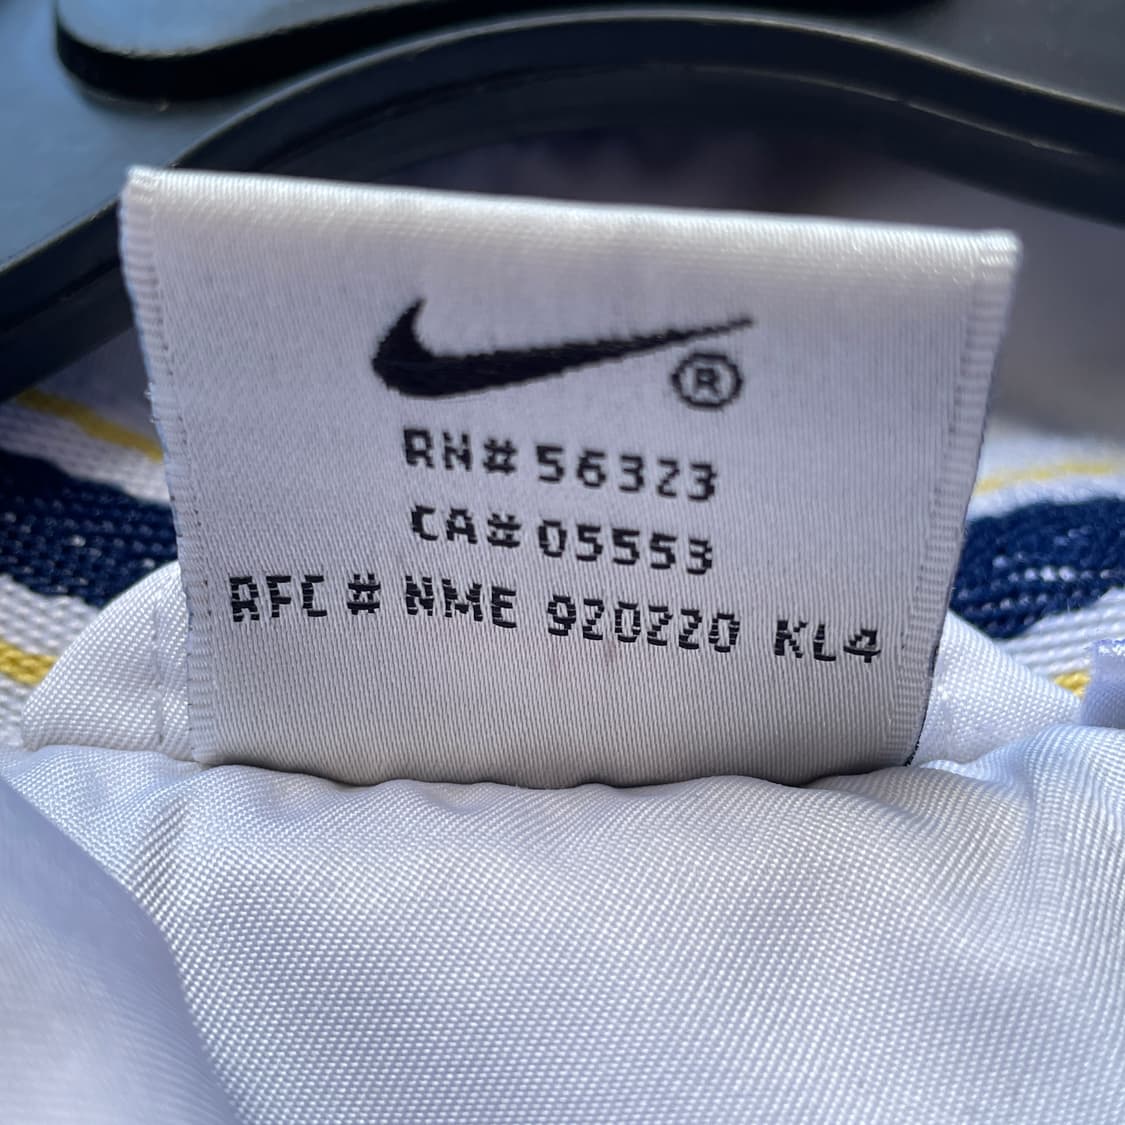 ®
RN# 56323
CA# 05553
RFC # NME 920220 KL4